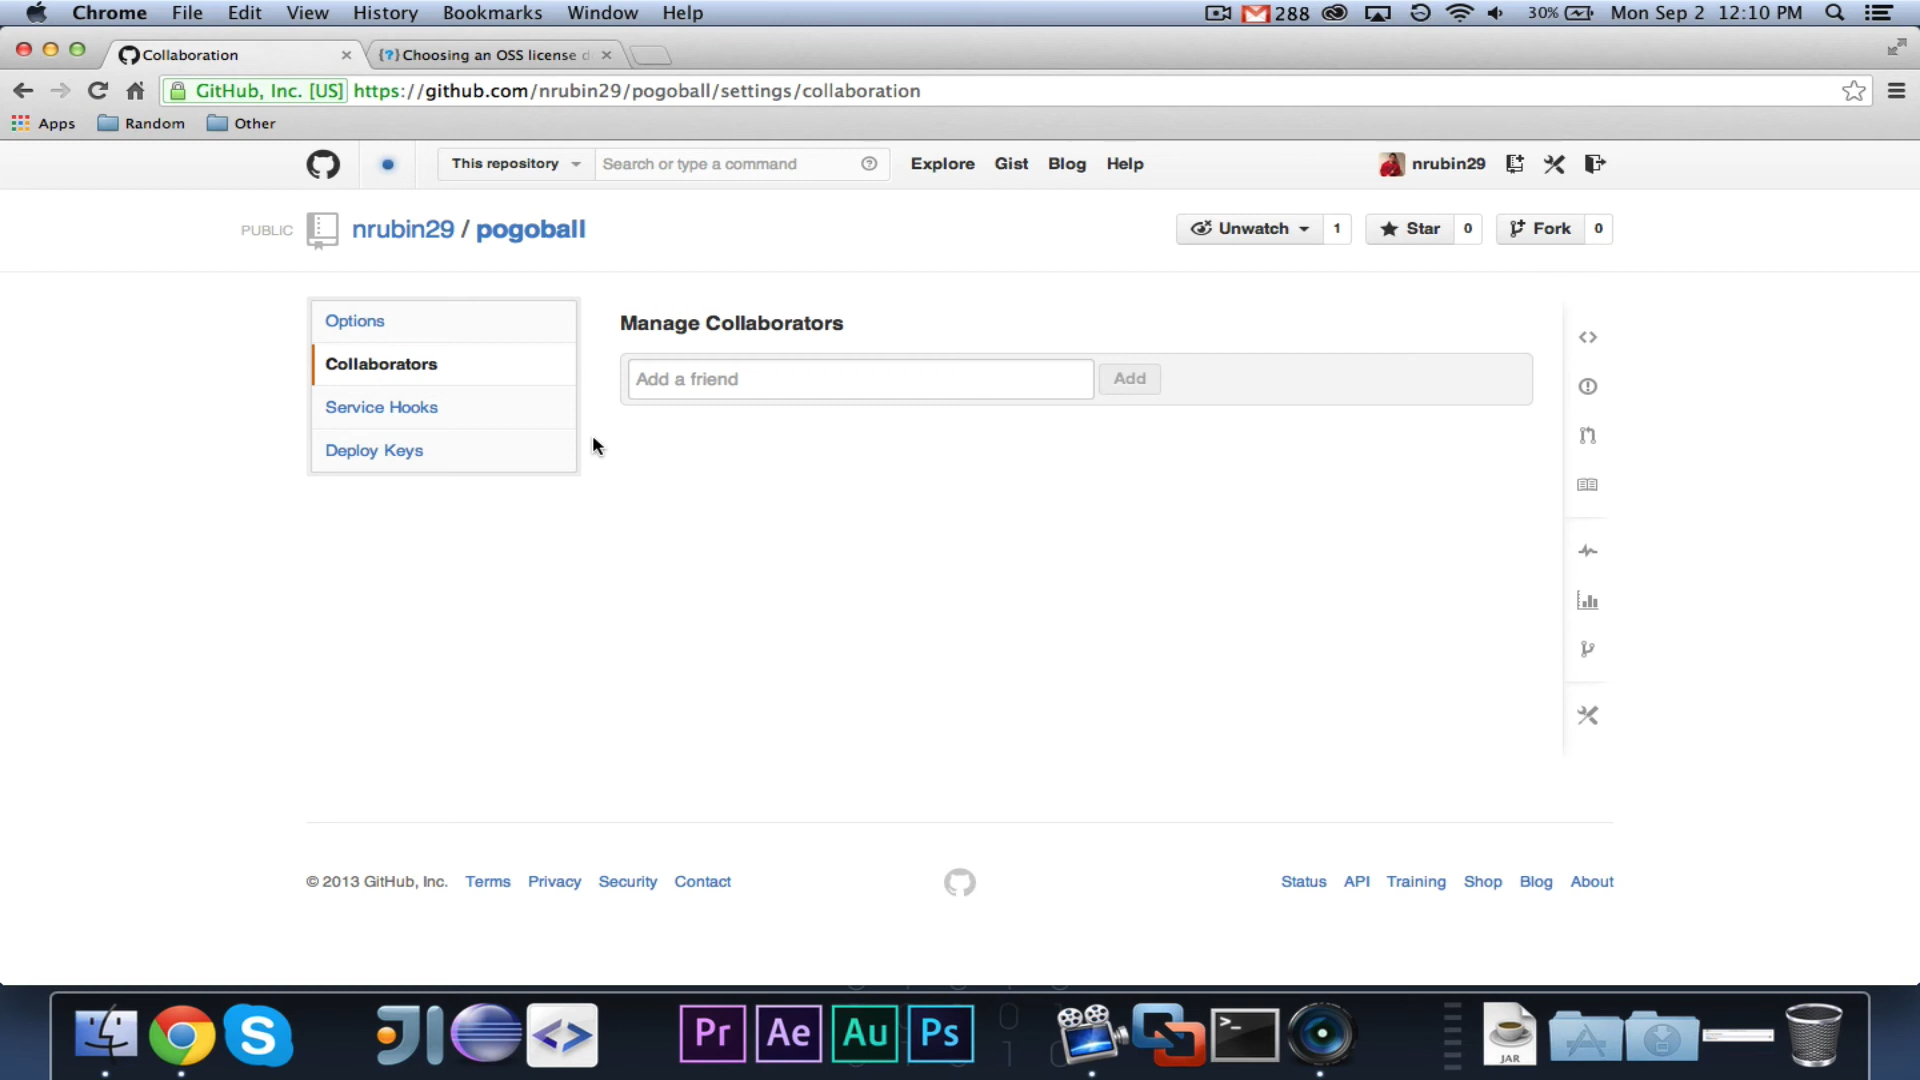 Chrome File Edit View History Bookmarks Window Help 288 30% Mon Sep 2 12:10 PM
Collaboration × Choosing an OSS license d ×
GitHub, Inc. [US] https://github.com/nrubin29/pogoball/settings/collaboration
Apps Random Other
This repository Search or type a command Explore Gist Blog Help nrubin29
PUBLIC nrubin29 / pogoball Unwatch 1 Star 0 Fork 0
Options
Manage Collaborators
Collaborators
Add a friend Add
Service Hooks
Deploy Keys
© 2013 GitHub, Inc. Terms Privacy Security Contact Status API Training Shop Blog About
Pr Ae Au Ps
JAR